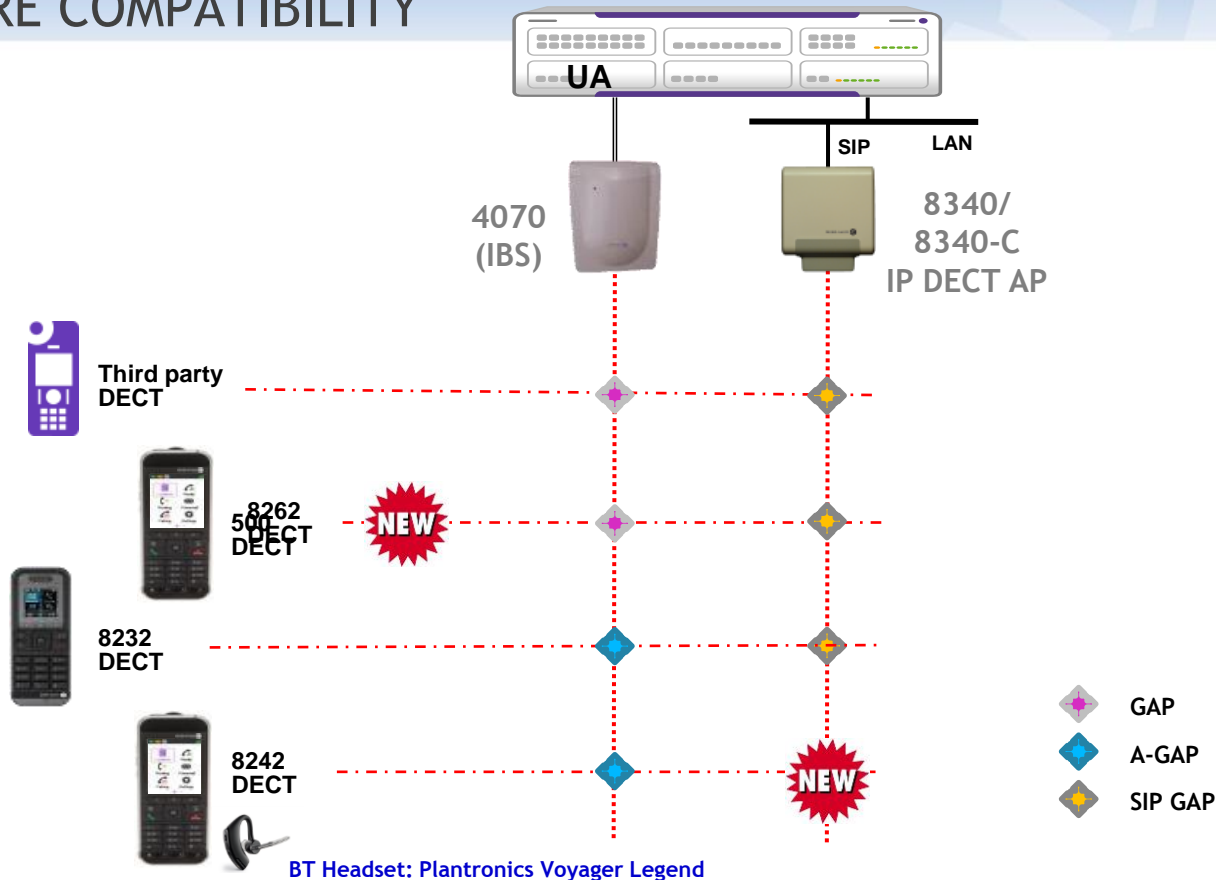 RE COMPATIBILITY
UA
SIP
LAN
4070
(IBS)
8340/
8340-C
IP DECT AP
Third party
DECT
8262
DECT
500
DECT
NEW
8232
DECT
8242
DECT
NEW
BT Headset: Plantronics Voyager Legend
GAP
A-GAP
SIP GAP